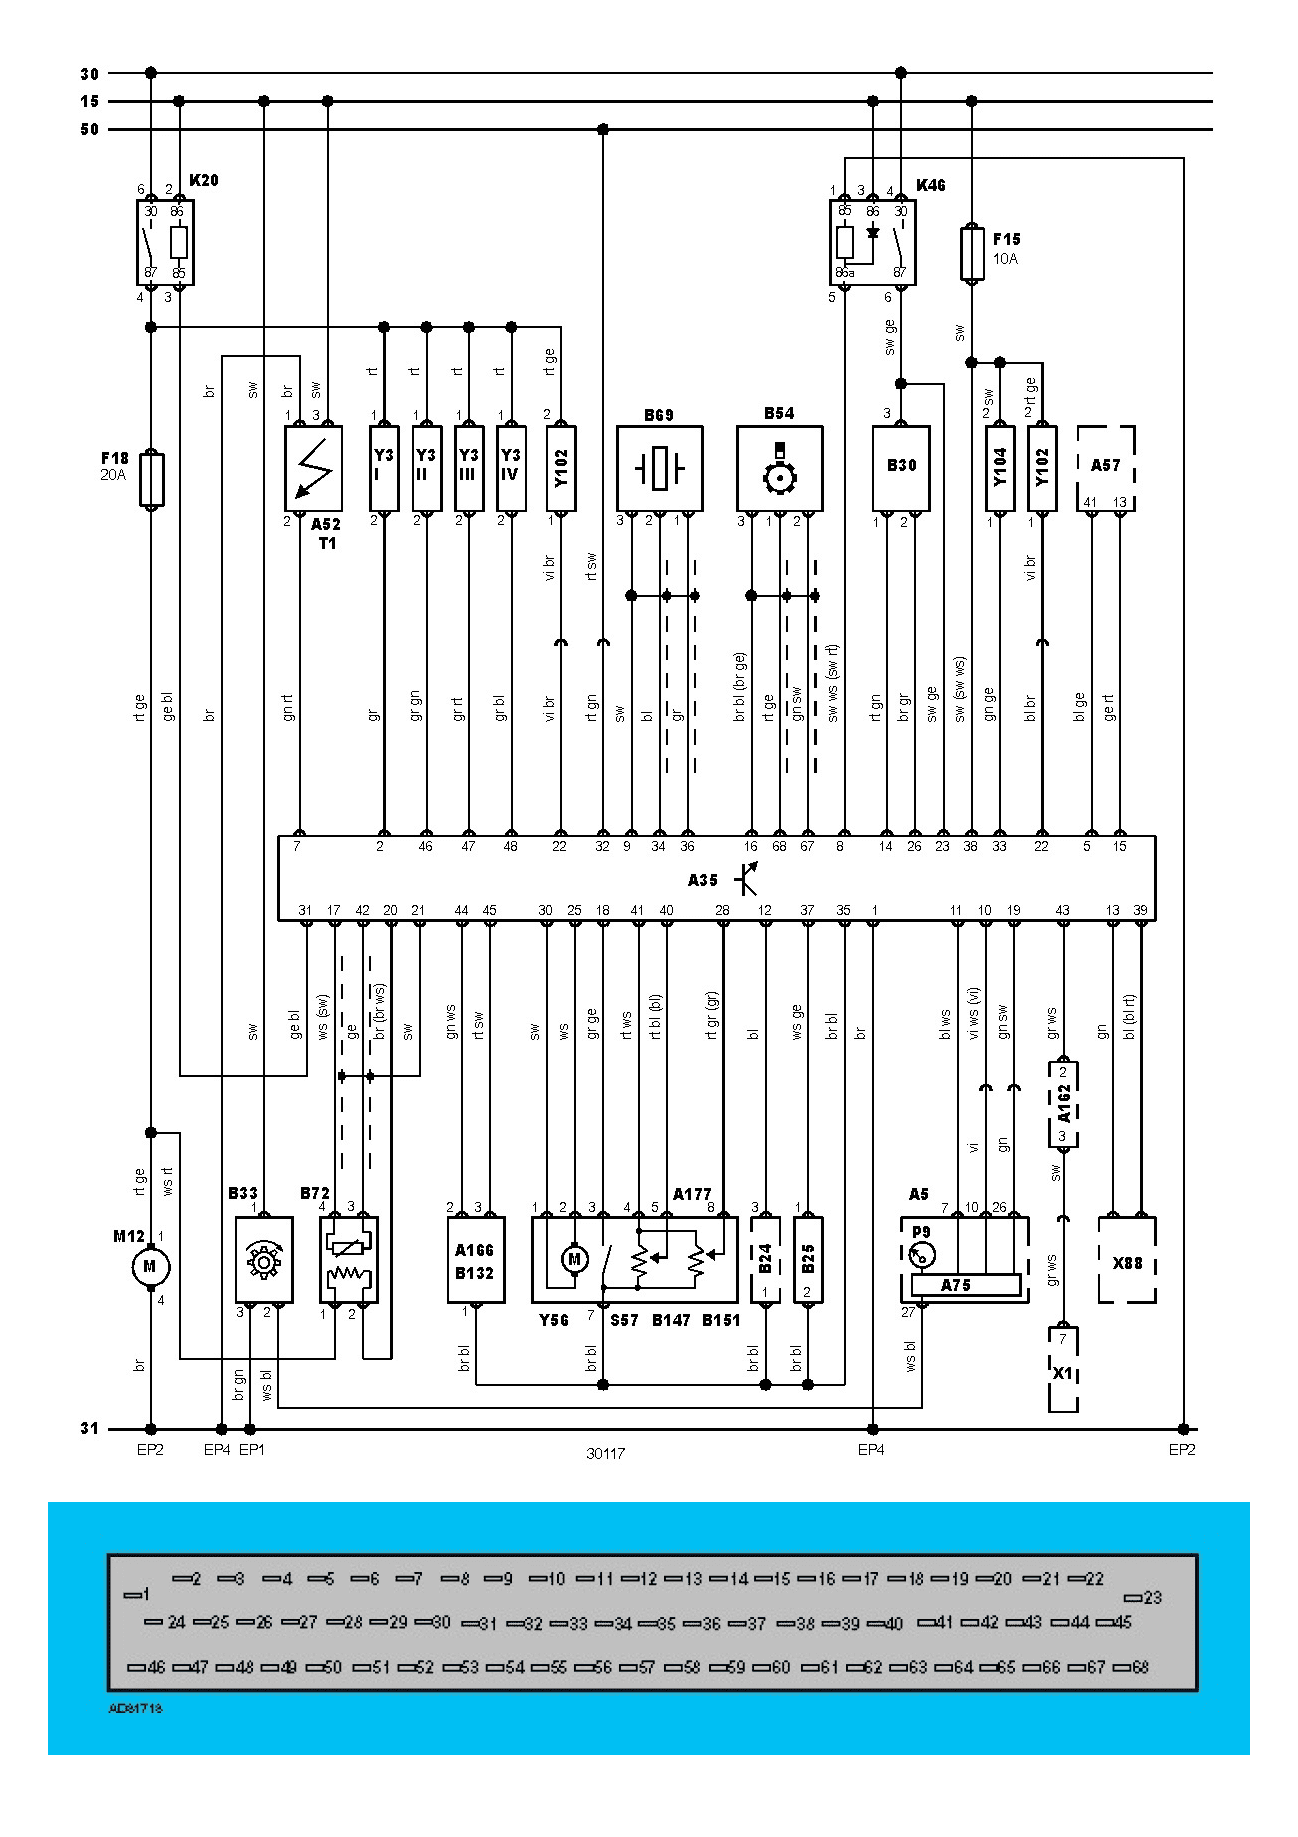 30
15
50
K20
6 2
30 86
87 85
4 3
K46
1 3 4
85 86 30
86a 87
5 6
F15
10A
br
sw
br
sw
rt
rt
rt
rt
rt ge
sw ge
sw
sw
rt ge
1 3
1
1
1
1
2
B69
B54
3
2
2
F18
20A
Y3
I
Y3
II
Y3
III
Y3
IV
Y102
B30
Y104
Y102
A57
41 13
2
A52
T1
2
2
2
2
1
3 2 1
3 1 2
1 2
1
1
vi br
rt sw
vi br
rt ge
ge bl
br
gn rt
gr
gr gn
gr rt
gr bl
vi br
rt gn
sw
bl
gr
br bl (br ge)
rt ge
gn sw
sw ws (sw rt)
rt gn
br gr
sw ge
sw (sw ws)
gn ge
bl br
bl ge
ge rt
7 2 46 47 48 22 32 9 34 36 16 68 67 8 14 26 23 38 33 22 5 15
A35
31 17 42 20 21 44 45 30 25 18 41 40 28 12 37 35 1 11 10 19 43 13 39
sw
ge bl
ws (sw)
ge
br (br ws)
sw
gn ws
rt sw
sw
ws
gr ge
rt ws
rt bl (bl)
rt gr (gr)
bl
ws ge
br bl
br
bl ws
vi ws (vi)
gn sw
gr ws
gn
bl (bl rt)
2
A162
3
vi
gn
sw
rt ge
ws rt
B33
1
B72
4 3
2 3
1 2 3 4 5 8
A177
3
1
A5
7 10 26
M12
1
M
4
A166
B132
M
B24
B25
P9
A75
X88
gr ws
3 2
1 2
1
Y56
7
S57
B147
B151
1
2
27
7
X1
br
br gn
ws bl
br bl
br bl
br bl
br bl
ws bl
31
EP2 EP4 EP1 30117 EP4 EP2
1 2 3 4 5 6 7 8 9 10 11 12 13 14 15 16 17 18 19 20 21 22 23
24 25 26 27 28 29 30 31 32 33 34 35 36 37 38 39 40 41 42 43 44 45
46 47 48 49 50 51 52 53 54 55 56 57 58 59 60 61 62 63 64 65 66 67 68